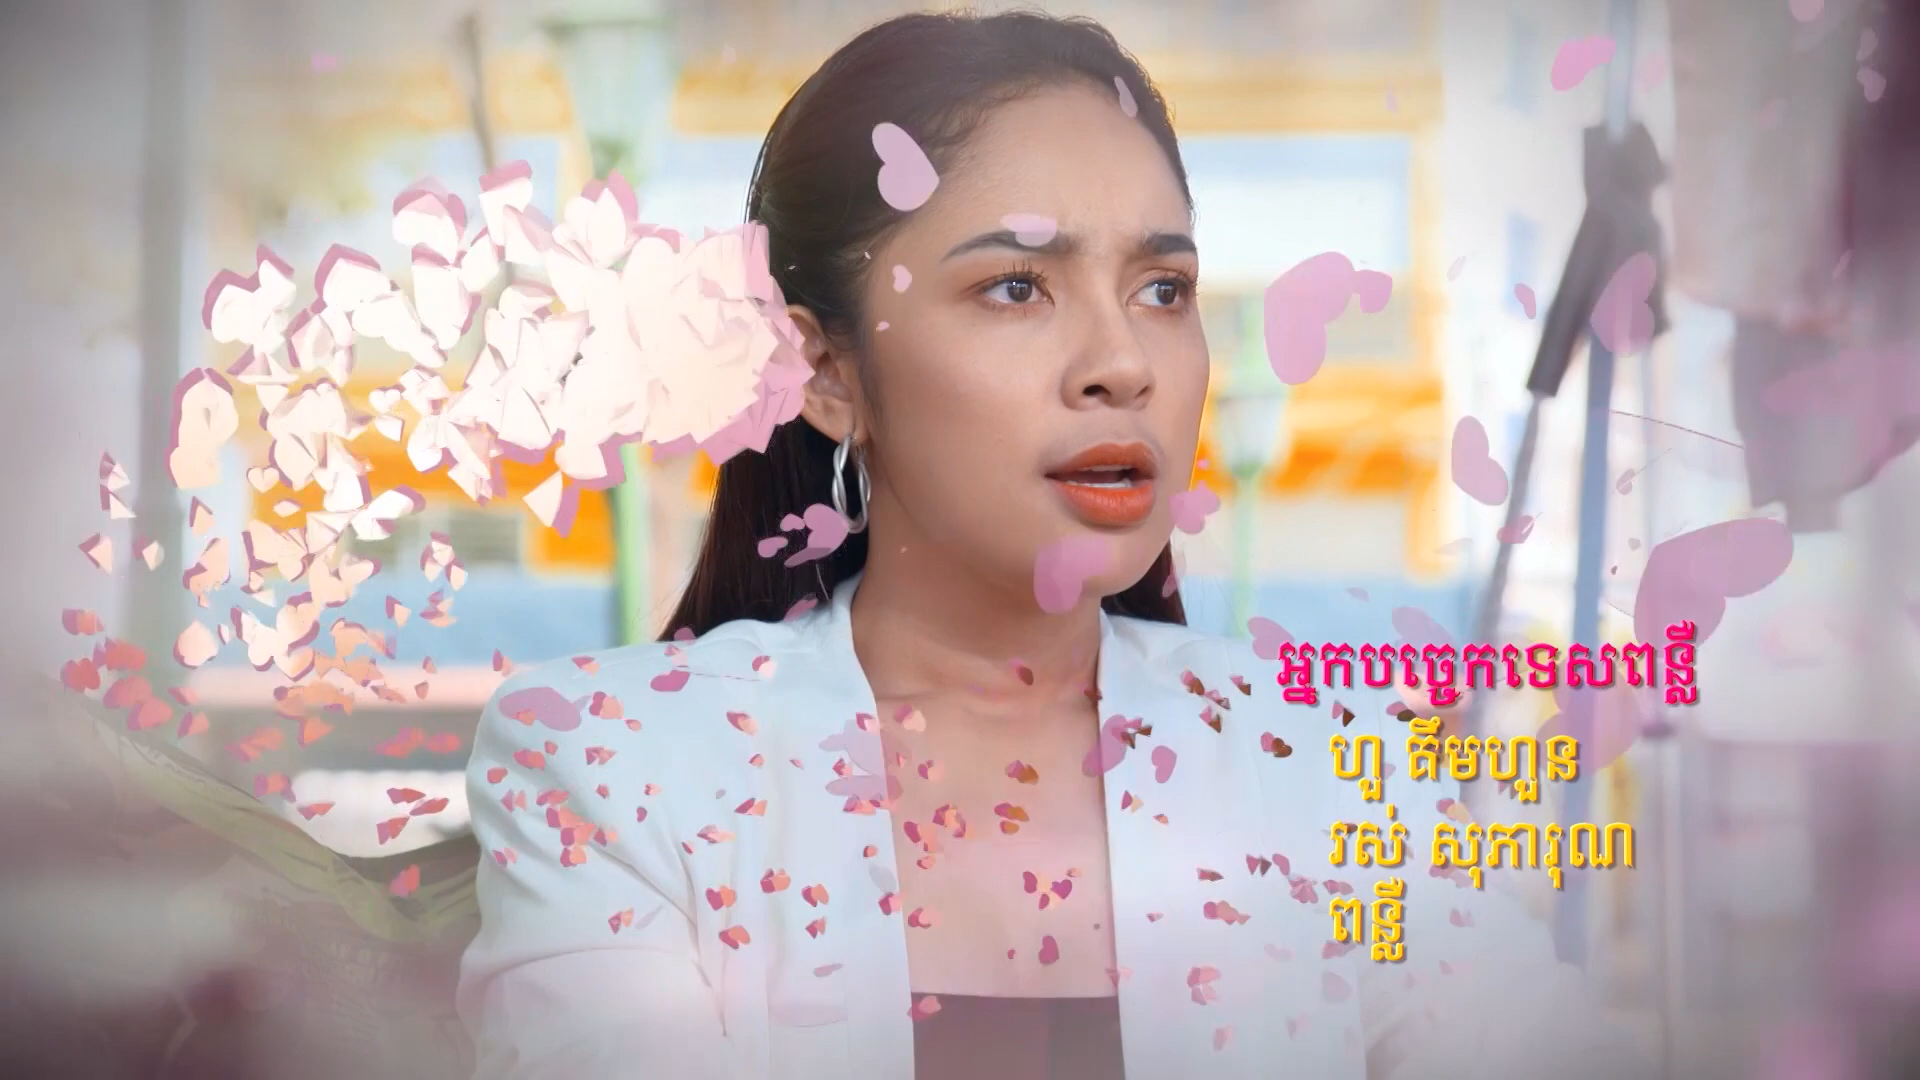 អ្នកបច្ចេកទេសពន្លឺ
ហួ គឹមហួន
រស់ សុភារុណ
ពន្លឺ